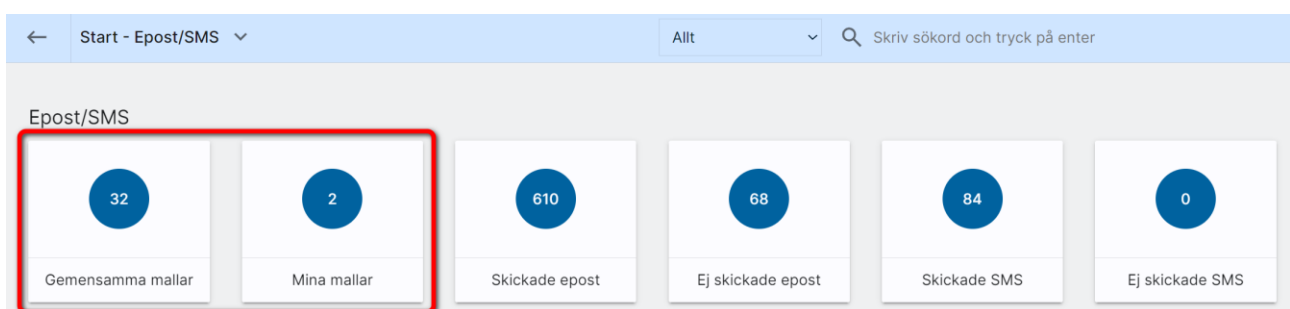 Start - Epost/SMS
Allt
Skriv sökord och tryck på enter
Epost/SMS
32
2
610
68
84
0
Gemensamma mallar
Mina mallar
Skickade epost
Ej skickade epost
Skickade SMS
Ej skickade SMS